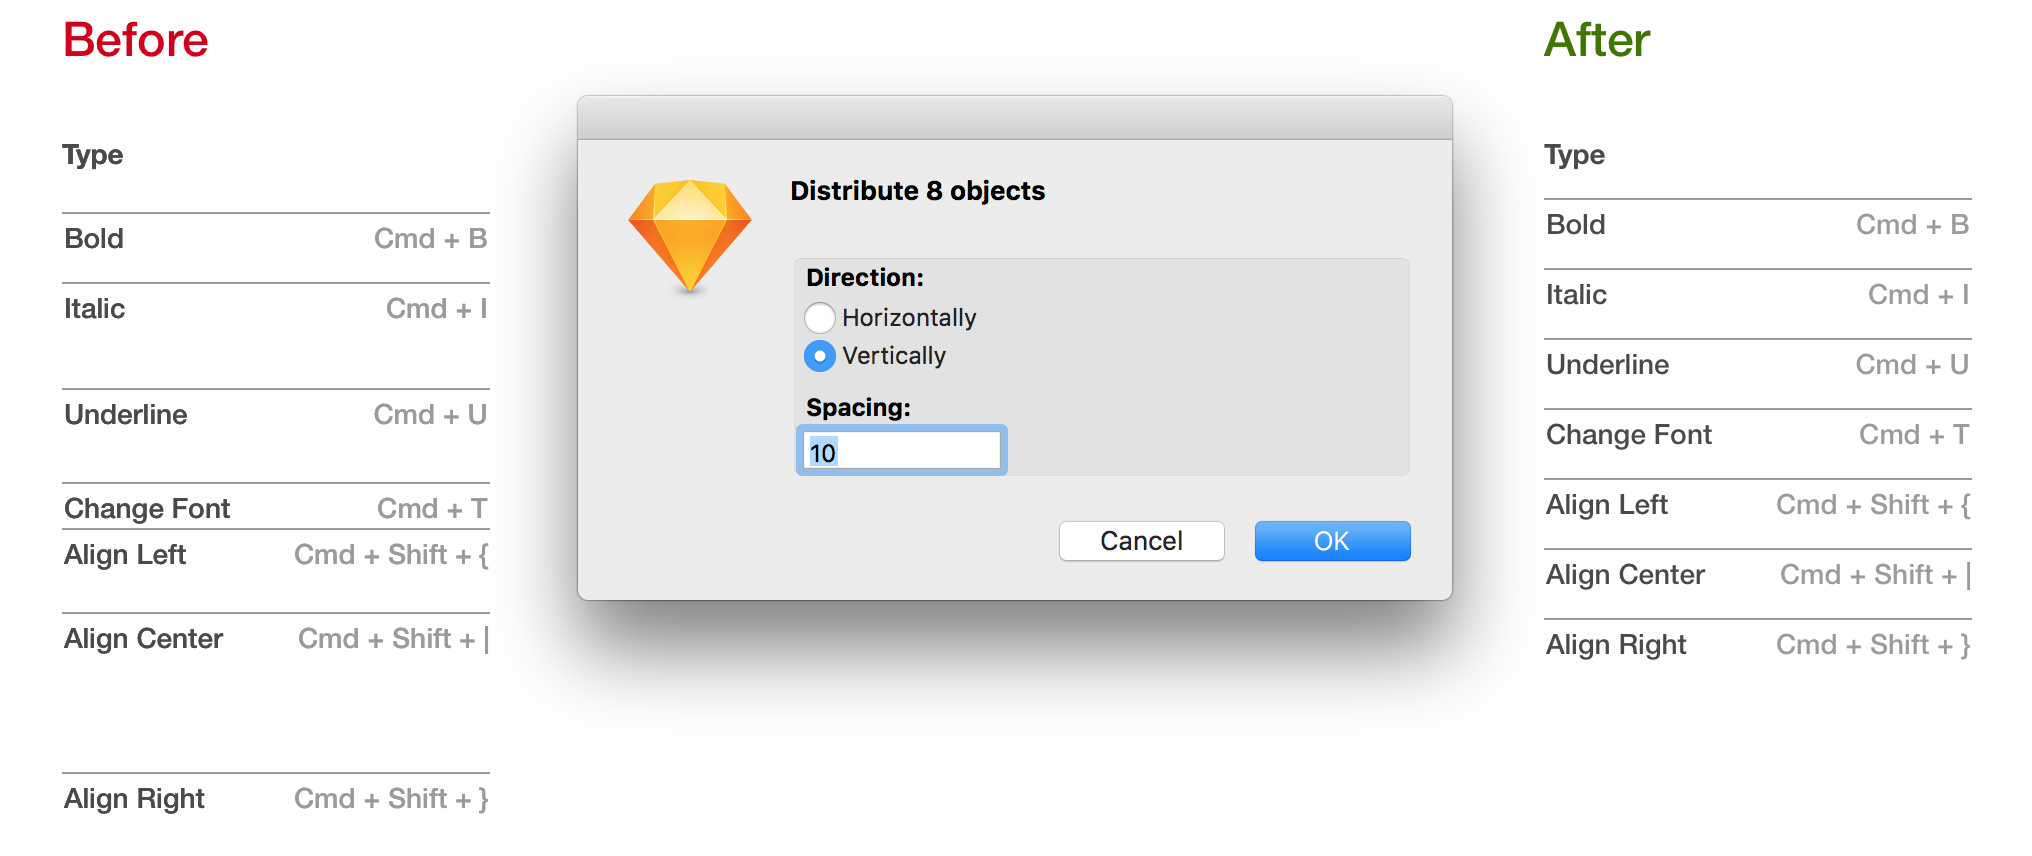 Before
Type
Bold Cmd + B
Italic Cmd + I
Underline Cmd + U
Change Font Cmd + T
Align Left Cmd + Shift + {
Align Center Cmd + Shift + |
Align Right Cmd + Shift + }
Distribute 8 objects
Direction:
Horizontally
Vertically
Spacing:
10
Cancel OK
After
Type
Bold Cmd + B
Italic Cmd + I
Underline Cmd + U
Change Font Cmd + T
Align Left Cmd + Shift + {
Align Center Cmd + Shift + |
Align Right Cmd + Shift + }